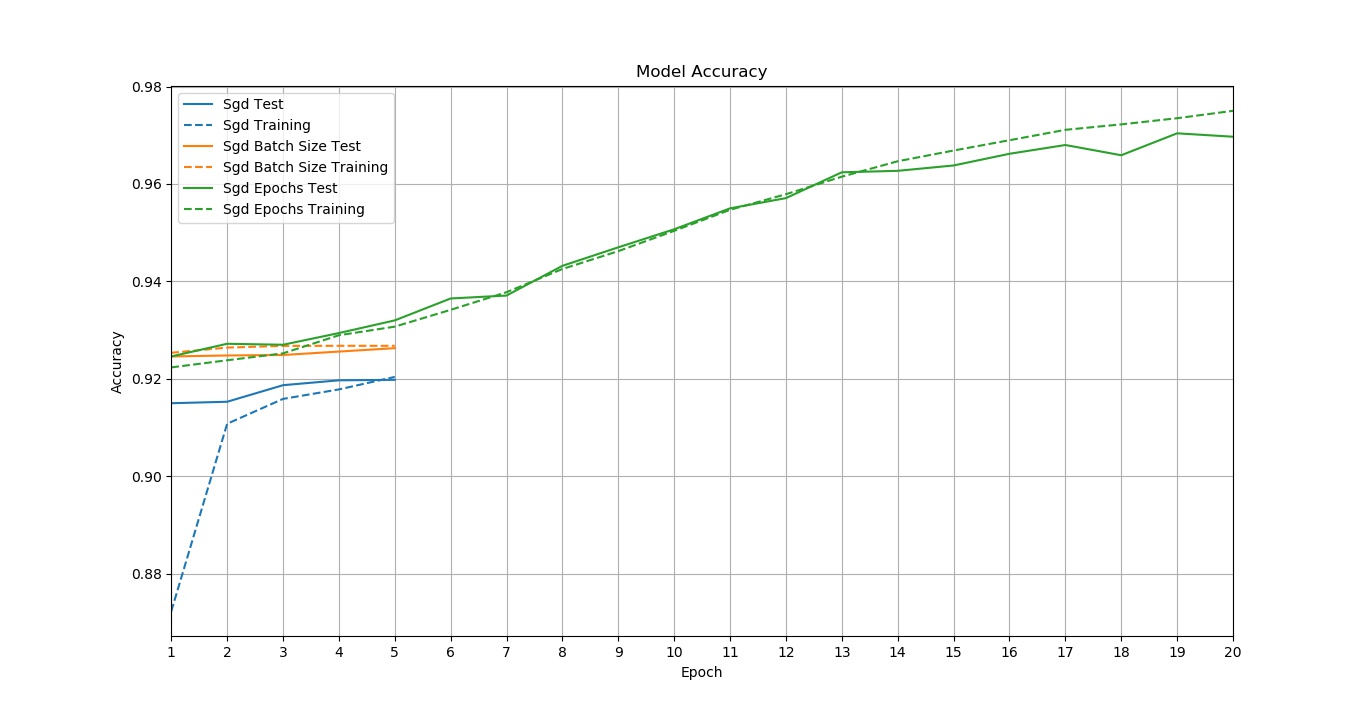 Model Accuracy
0.98
0.96
0.94
0.92
0.90
0.88
Accuracy
Sgd Test
Sgd Training
Sgd Batch Size Test
Sgd Batch Size Training
Sgd Epochs Test
Sgd Epochs Training
1 2 3 4 5 6 7 8 9 10 11 12 13 14 15 16 17 18 19 20
Epoch